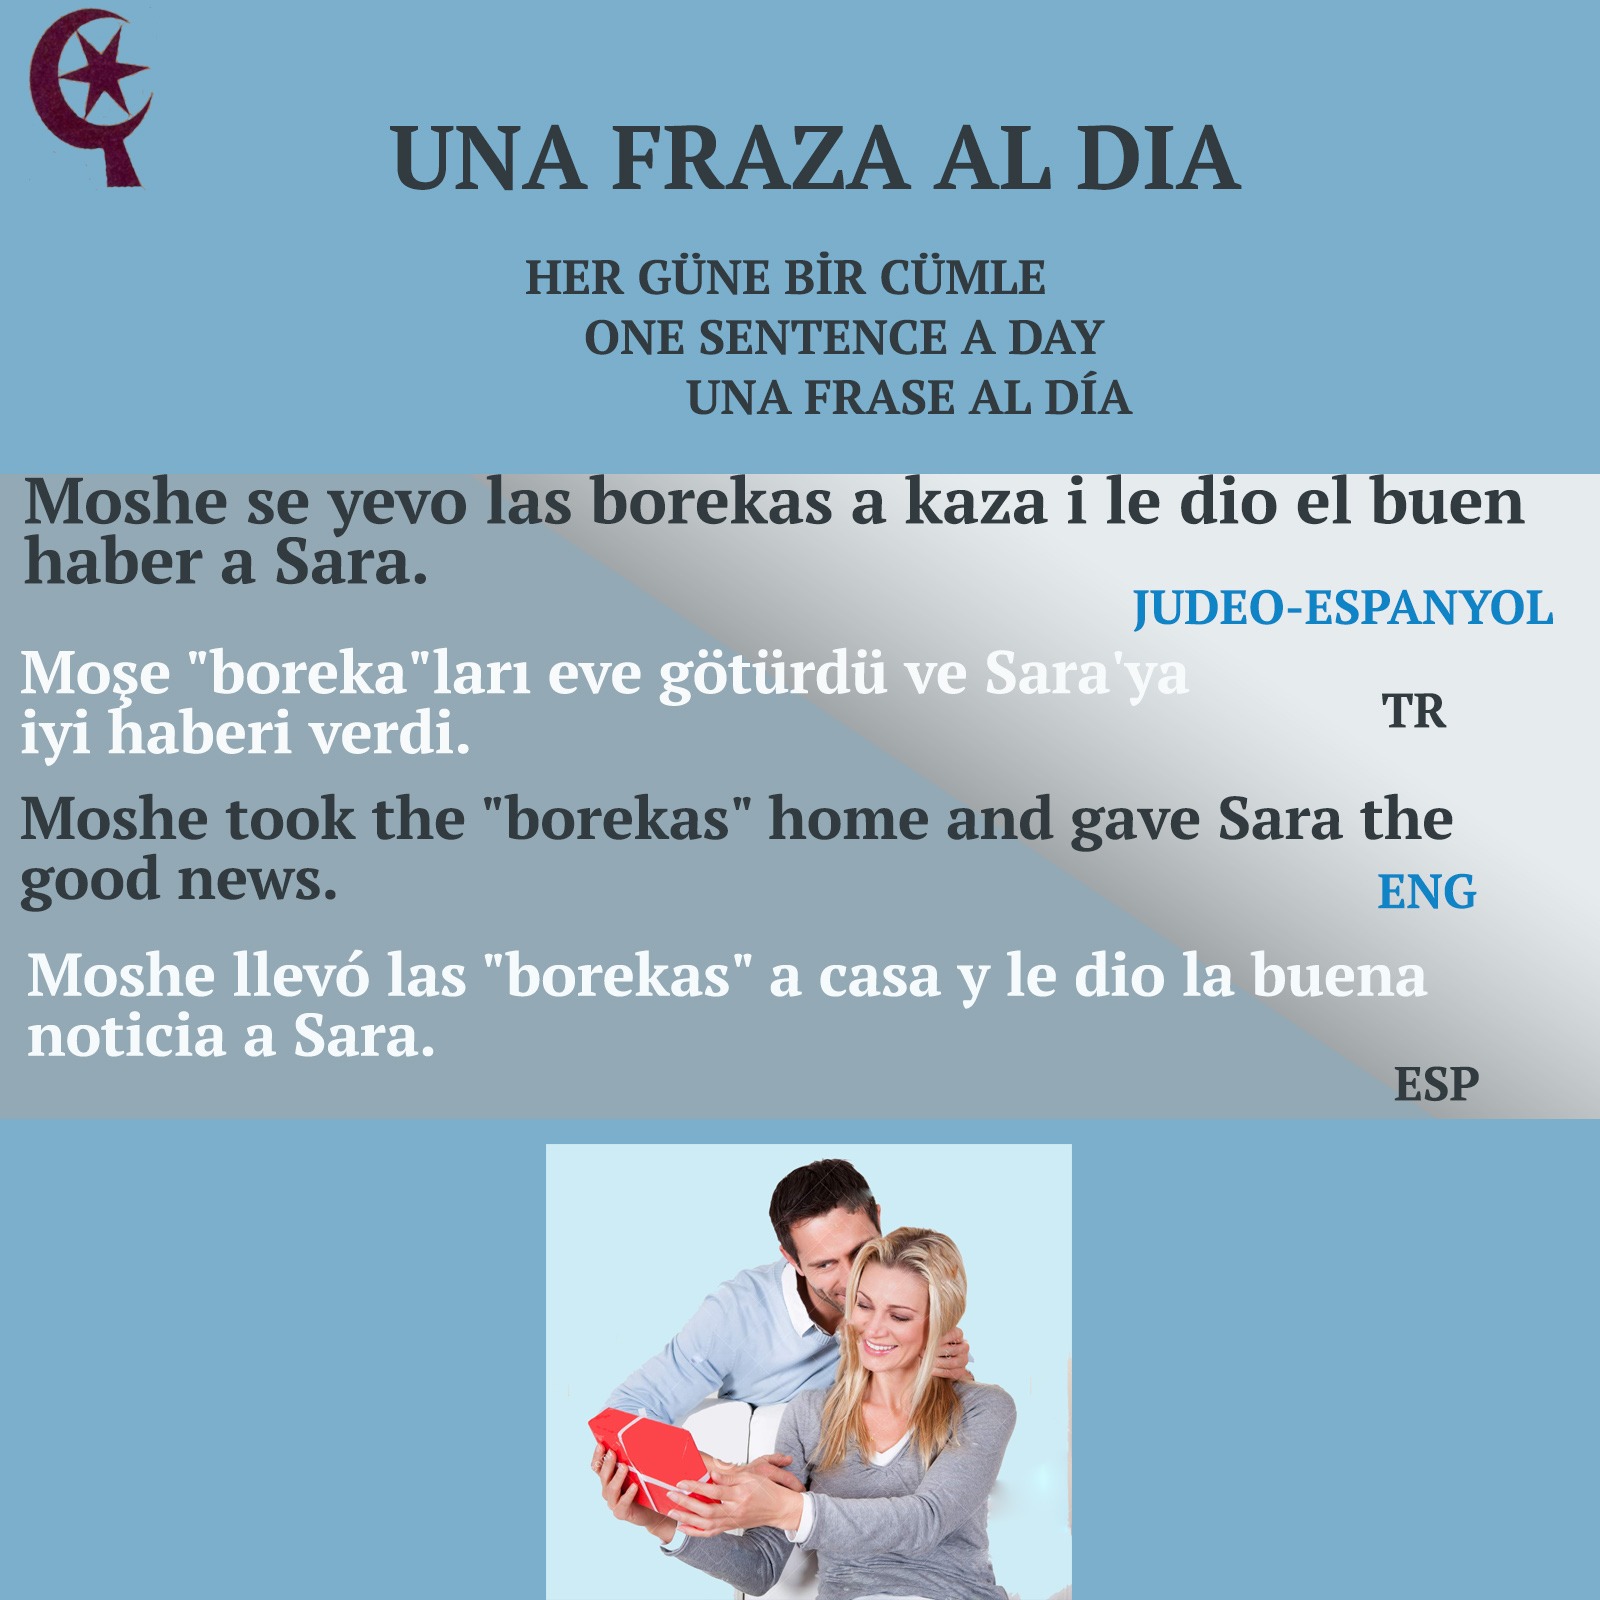 UNA FRAZA AL DIA
HER GÜNE BİR CÜMLE
ONE SENTENCE A DAY
UNA FRASE AL DÍA
Moshe se yevo las borekas a kaza i le dio el buen
haber a Sara.
JUDEO-ESPANYOL
Moşe "boreka"ları eve götürdü ve Sara'ya
iyi haberi verdi.
TR
Moshe took the "borekas" home and gave Sara the
good news.
ENG
Moshe llevó las "borekas" a casa y le dio la buena
noticia a Sara.
ESP